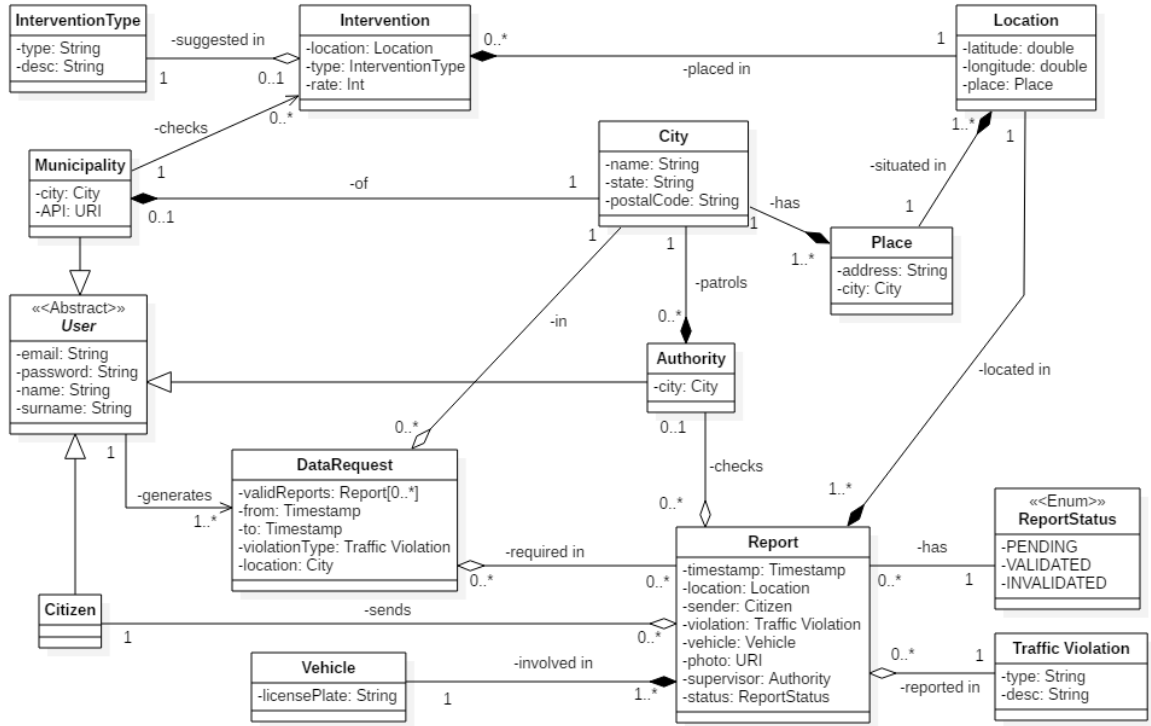 InterventionType
-type: String
-desc: String
-suggested in
1
0..1
Intervention
-location: Location
-type: InterventionType
-rate: Int
0..*
1
-placed in
Location
-latitude: double
-longitude: double
-place: Place
-checks
0..*
1
Municipality
-city: City
-API: URI
-of
0..1
1
City
-name: String
-state: String
-postalCode: String
1..*
1
-situated in
1
-has
1
1..*
Place
-address: String
-city: City
1
1
-patrols
0..*
-in
0..*
«<Abstract>»
User
-email: String
-password: String
-name: String
-surname: String
Authority
-city: City
0..1
-checks
0..*
-located in
1..*
1
-generates
1..*
DataRequest
-validReports: Report[0..*]
-from: Timestamp
-to: Timestamp
-violationType: Traffic Violation
-location: City
-required in
0..*
0..*
Report
-timestamp: Timestamp
-location: Location
-sender: Citizen
-violation: Traffic Violation
-vehicle: Vehicle
-photo: URI
-supervisor: Authority
-status: ReportStatus
-has
0..*
1
«<Enum>»
ReportStatus
-PENDING
-VALIDATED
-INVALIDATED
Citizen
-sends
1
0..*
Vehicle
-licensePlate: String
-involved in
1
1..*
0..*
1
-reported in
Traffic Violation
-type: String
-desc: String